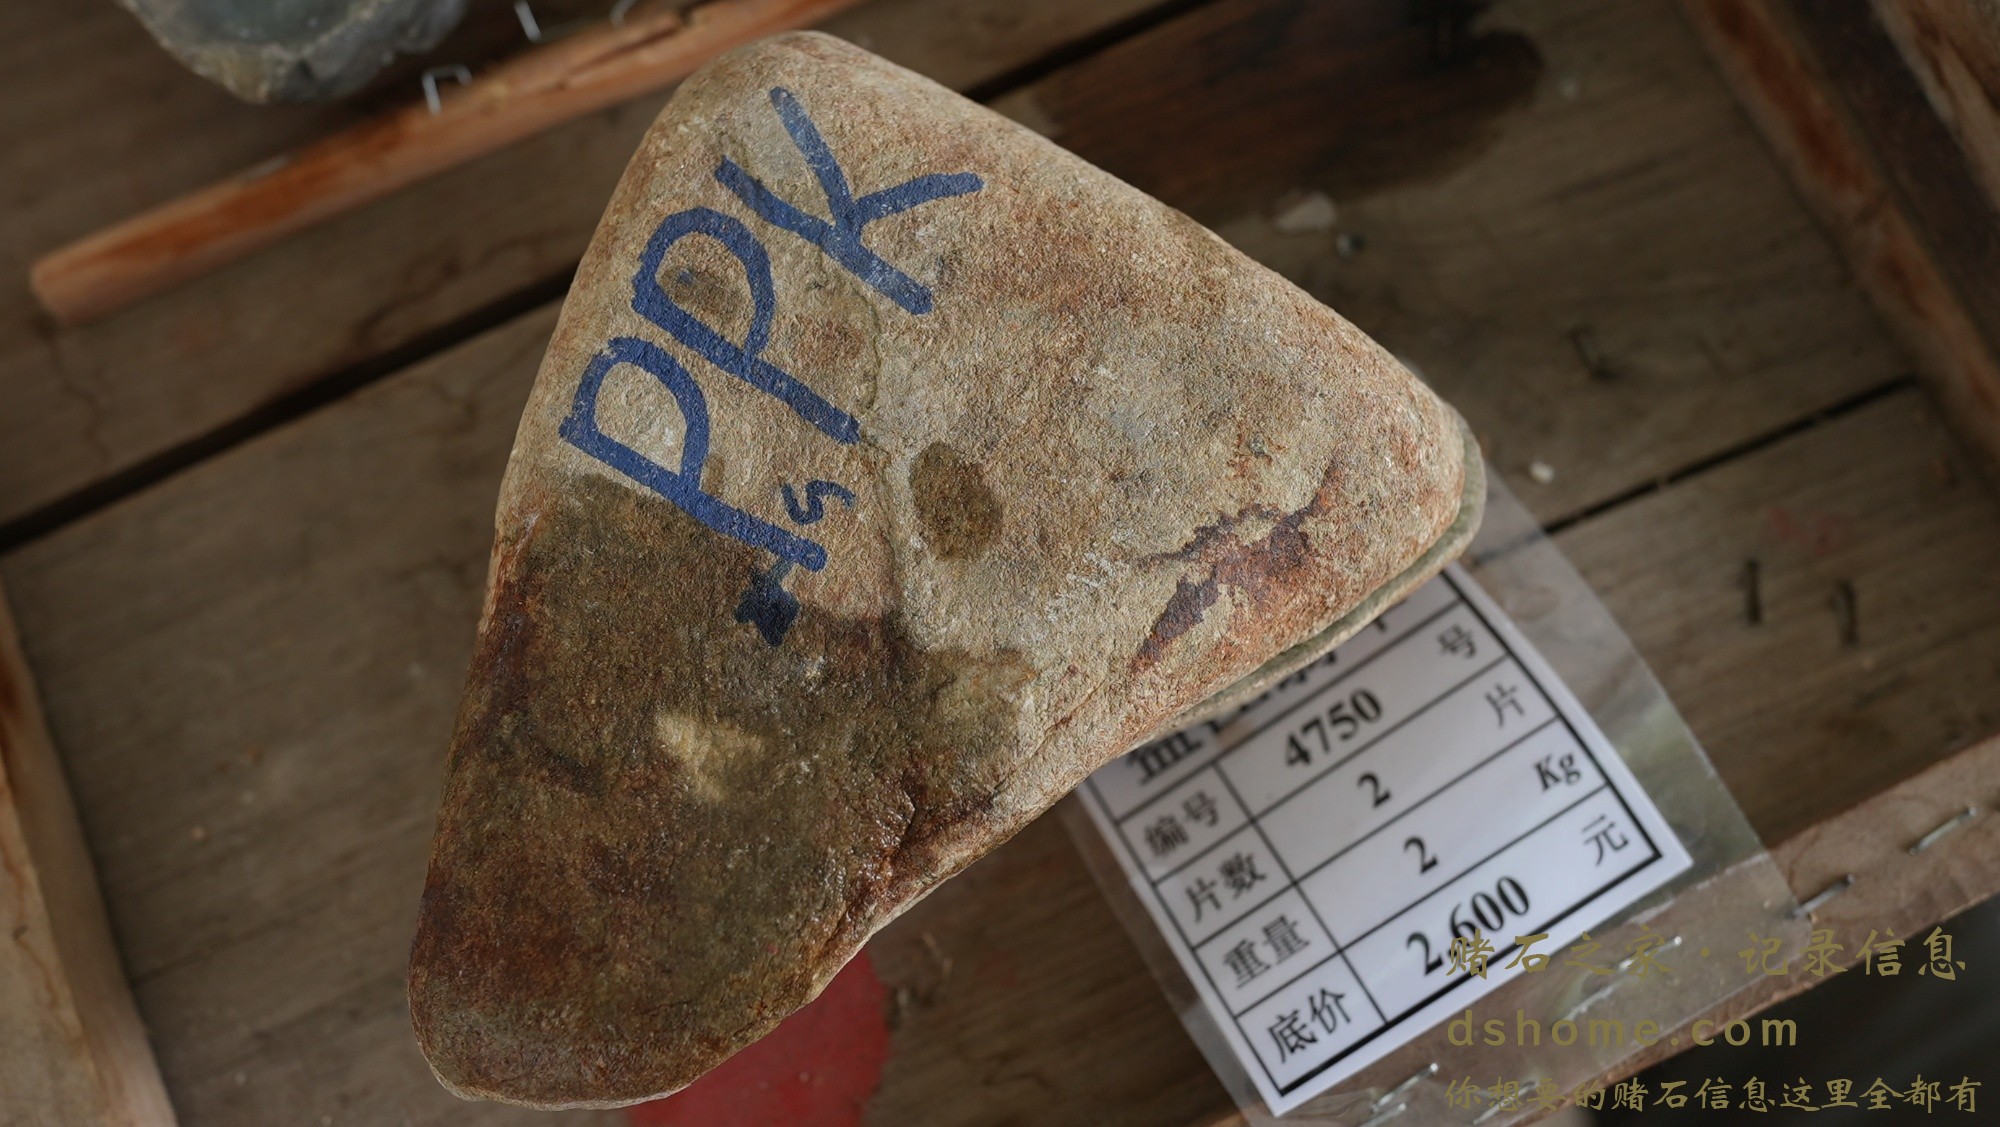 PPK
编号 4750 号
片数 2 片
重量 2 Kg
底价 2,600 元
赌石之家·记录信息
dshome.com
你想要的赌石信息这里全都有